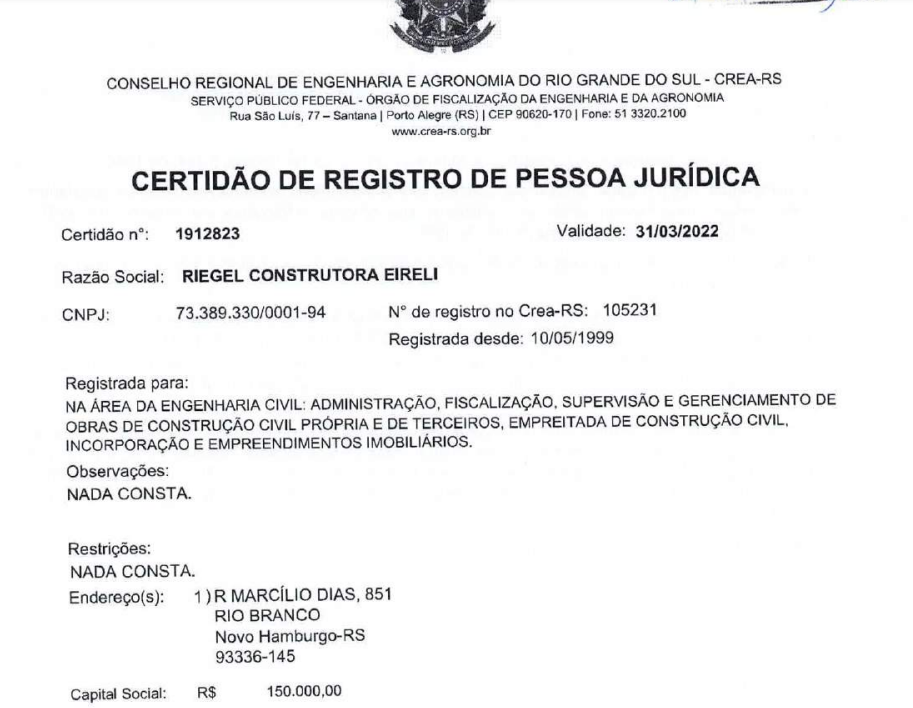 CONSELHO REGIONAL DE ENGENHARIA E AGRONOMIA DO RIO GRANDE DO SUL - CREA-RS
SERVIÇO PÚBLICO FEDERAL - ÓRGÃO DE FISCALIZAÇÃO DA ENGENHARIA E DA AGRONOMIA
Rua São Luís, 77 – Santana | Porto Alegre (RS) | CEP 90620-170 | Fone: 51 3320.2100
www.crea-rs.org.br
CERTIDÃO DE REGISTRO DE PESSOA JURÍDICA
Certidão n°: 1912823 Validade: 31/03/2022
Razão Social: RIEGEL CONSTRUTORA EIRELI
CNPJ: 73.389.330/0001-94 N° de registro no Crea-RS: 105231
Registrada desde: 10/05/1999
Registrada para:
NA ÁREA DA ENGENHARIA CIVIL: ADMINISTRAÇÃO, FISCALIZAÇÃO, SUPERVISÃO E GERENCIAMENTO DE
OBRAS DE CONSTRUÇÃO CIVIL PRÓPRIA E DE TERCEIROS, EMPREITADA DE CONSTRUÇÃO CIVIL,
INCORPORAÇÃO E EMPREENDIMENTOS IMOBILIÁRIOS.
Observações:
NADA CONSTA.
Restrições:
NADA CONSTA.
Endereço(s): 1 ) R MARCÍLIO DIAS, 851
RIO BRANCO
Novo Hamburgo-RS
93336-145
Capital Social: R$ 150.000,00